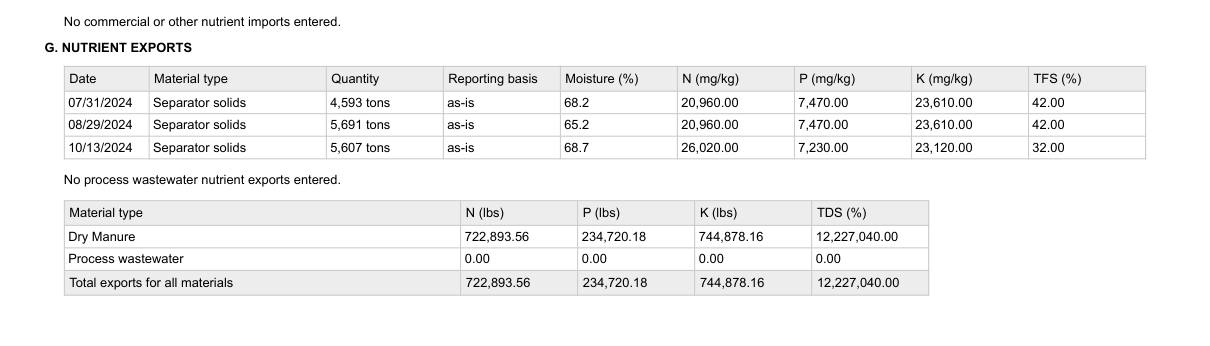 No commercial or other nutrient imports entered.
G. NUTRIENT EXPORTS
Date Material type Quantity Reporting basis Moisture (%) N (mg/kg) P (mg/kg) K (mg/kg) TFS (%)
07/31/2024 Separator solids 4,593 tons as-is 68.2 20,960.00 7,470.00 23,610.00 42.00
08/29/2024 Separator solids 5,691 tons as-is 65.2 20,960.00 7,470.00 23,610.00 42.00
10/13/2024 Separator solids 5,607 tons as-is 68.7 26,020.00 7,230.00 23,120.00 32.00
No process wastewater nutrient exports entered.
Material type N (lbs) P (lbs) K (lbs) TDS (%)
Dry Manure 722,893.56 234,720.18 744,878.16 12,227,040.00
Process wastewater 0.00 0.00 0.00 0.00
Total exports for all materials 722,893.56 234,720.18 744,878.16 12,227,040.00